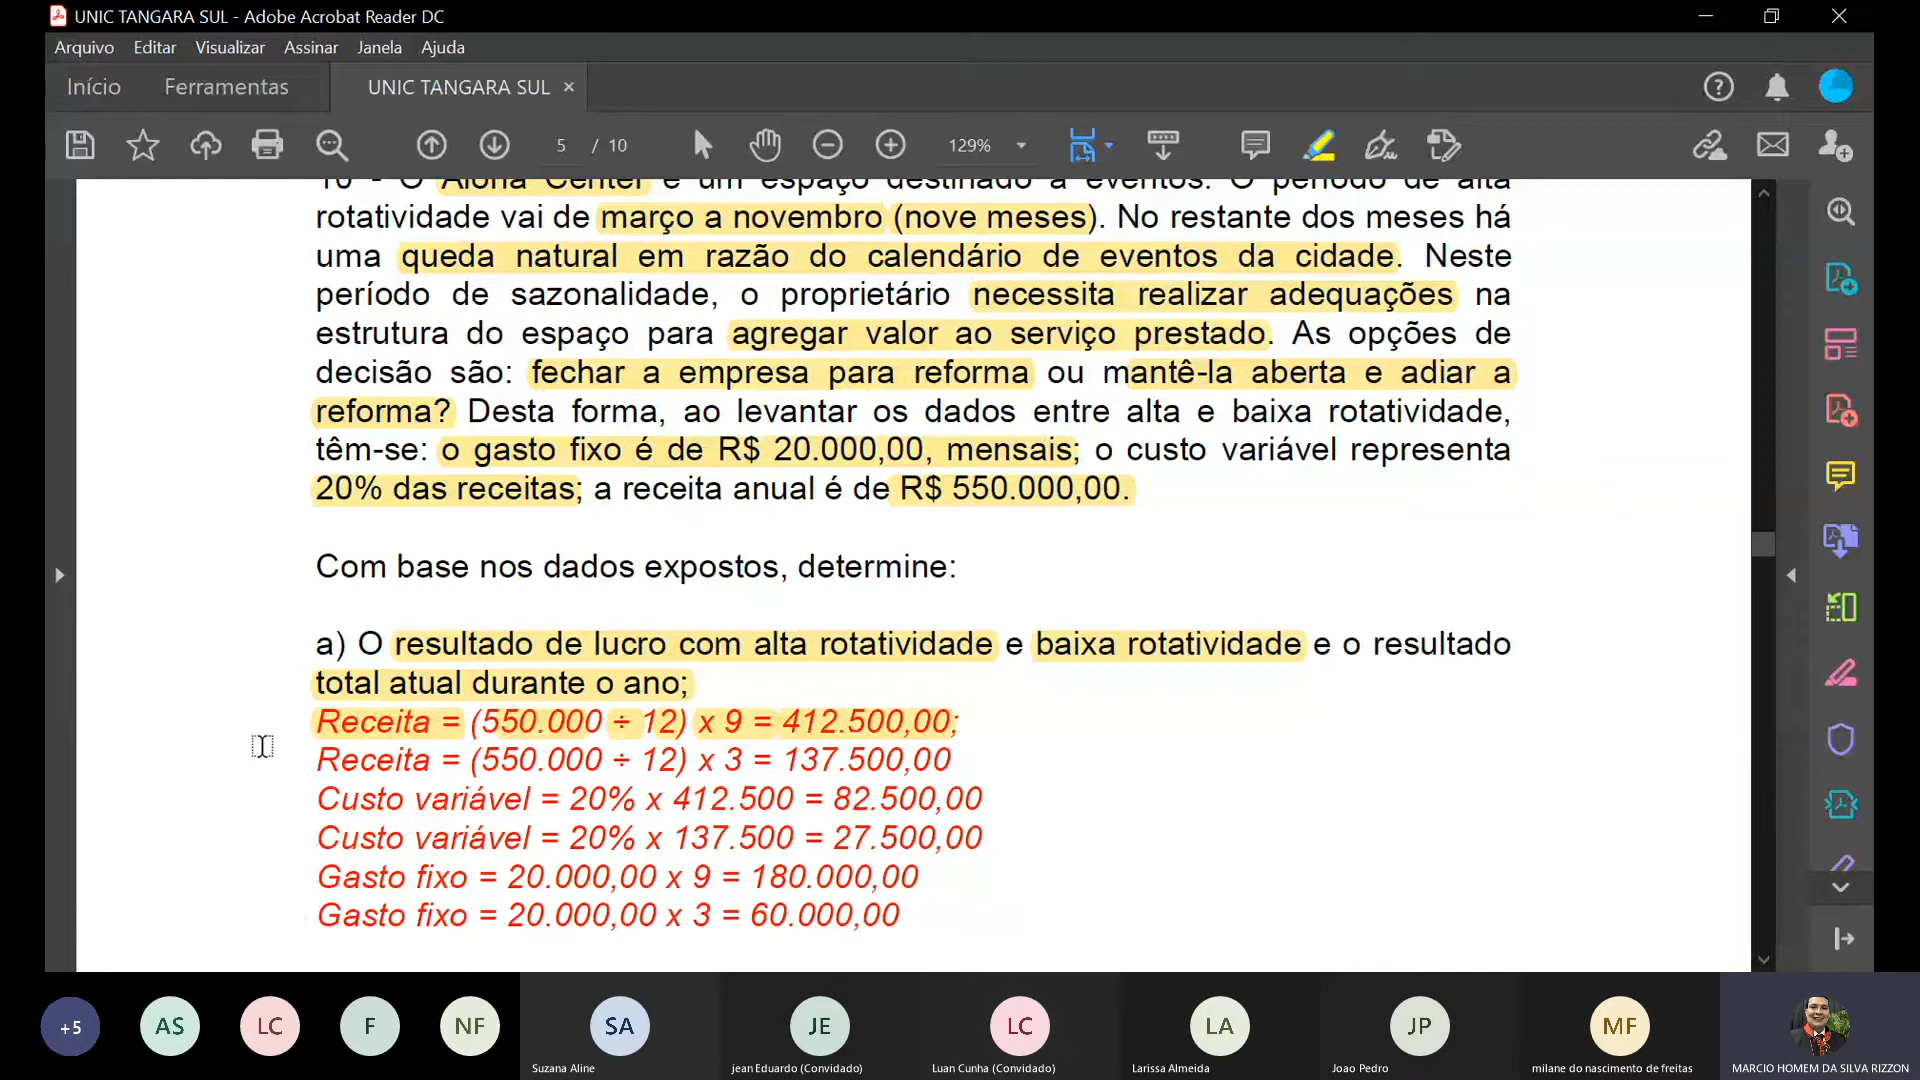 UNIC TANGARA SUL - Adobe Acrobat Reader DC
Arquivo Editar Visualizar Assinar Janela Ajuda
Início Ferramentas UNIC TANGARA SUL ×
5 / 10 129%
10 - O Aloha Center é um espaço destinado a eventos. O período de alta
rotatividade vai de março a novembro (nove meses). No restante dos meses há
uma queda natural em razão do calendário de eventos da cidade. Neste
período de sazonalidade, o proprietário necessita realizar adequações na
estrutura do espaço para agregar valor ao serviço prestado. As opções de
decisão são: fechar a empresa para reforma ou mantê-la aberta e adiar a
reforma? Desta forma, ao levantar os dados entre alta e baixa rotatividade,
têm-se: o gasto fixo é de R$ 20.000,00, mensais; o custo variável representa
20% das receitas; a receita anual é de R$ 550.000,00.
Com base nos dados expostos, determine:
a) O resultado de lucro com alta rotatividade e baixa rotatividade e o resultado
total atual durante o ano;
Receita = (550.000 ÷ 12) x 9 = 412.500,00;
Receita = (550.000 ÷ 12) x 3 = 137.500,00
Custo variável = 20% x 412.500 = 82.500,00
Custo variável = 20% x 137.500 = 27.500,00
Gasto fixo = 20.000,00 x 9 = 180.000,00
Gasto fixo = 20.000,00 x 3 = 60.000,00
+5 AS LC F NF SA JE LC LA JP MF
Suzana Aline jean Eduardo (Convidado) Luan Cunha (Convidado) Larissa Almeida Joao Pedro milane do nascimento de freitas MARCIO HOMEM DA SILVA RIZZON